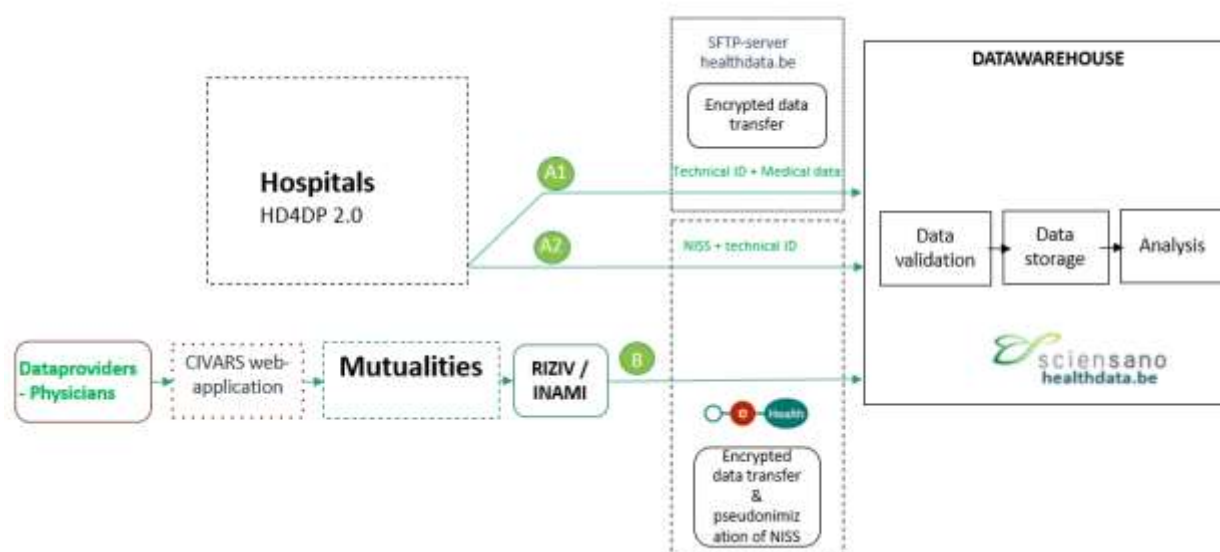 SFTP-server
healthdata.be
Encrypted data
transfer
DATAWAREHOUSE
Hospitals
HD4DP 2.0
A1
Technical ID + Medical data
A2
NISS + technical ID
Data
validation
Data
storage
Analysis
Dataproviders
- Physicians
CIVARS web-
application
Mutualities
RIZIV /
INAMI
B
sciensano
healthdata.be
Health
Encrypted
data transfer
&
pseudonimiz
ation of NISS